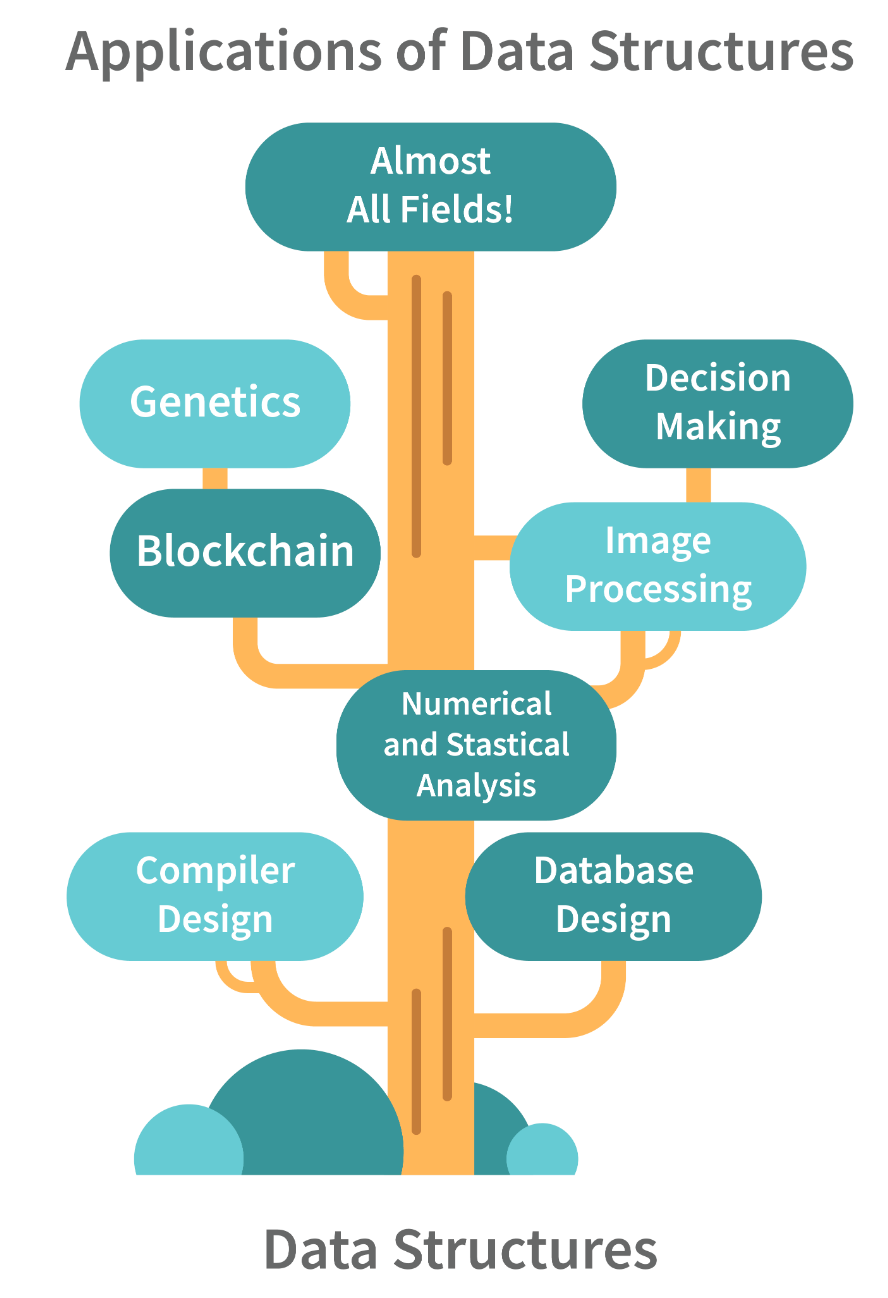 Applications of Data Structures
Almost
All Fields!
Genetics
Decision
Making
Blockchain
Image
Processing
Numerical
and Stastical
Analysis
Compiler
Design
Database
Design
Data Structures